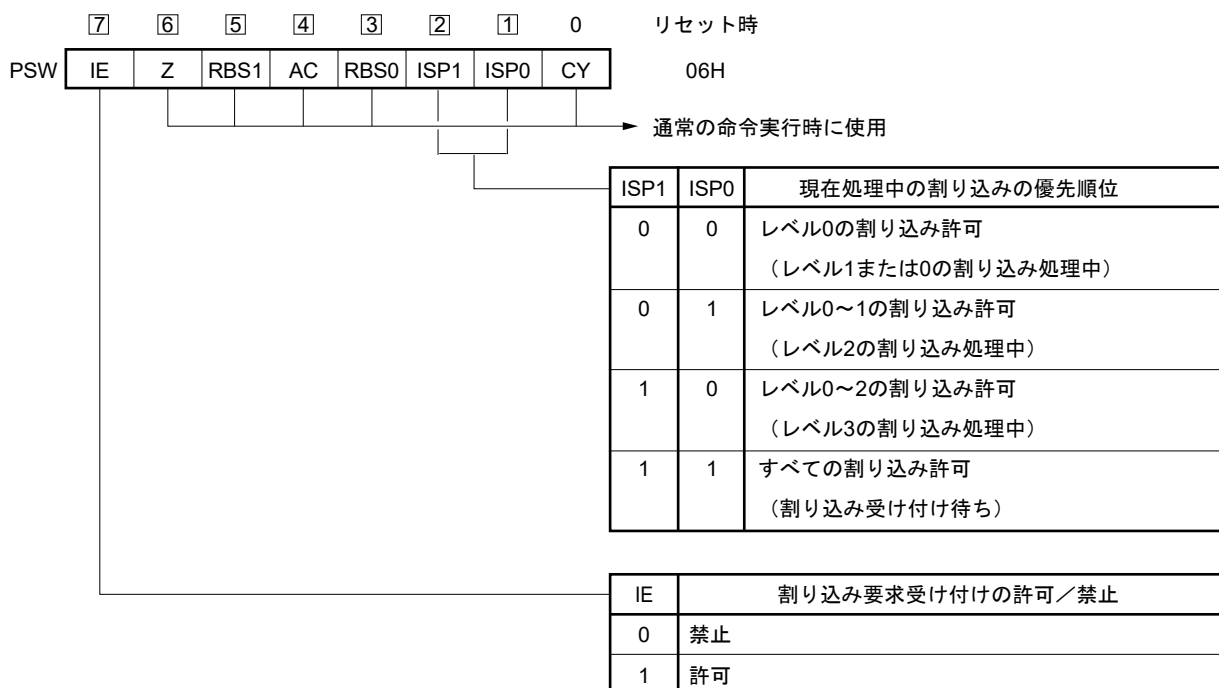 7 6 5 4 3 2 1 0 リセット時
PSW IE Z RBS1 AC RBS0 ISP1 ISP0 CY 06H
通常の命令実行時に使用
ISP1 ISP0 現在処理中の割り込みの優先順位
0 0 レベル0の割り込み許可
（レベル1または0の割り込み処理中）
0 1 レベル0～1の割り込み許可
（レベル2の割り込み処理中）
1 0 レベル0～2の割り込み許可
（レベル3の割り込み処理中）
1 1 すべての割り込み許可
（割り込み受け付け待ち）
IE 割り込み要求受け付けの許可／禁止
0 禁止
1 許可